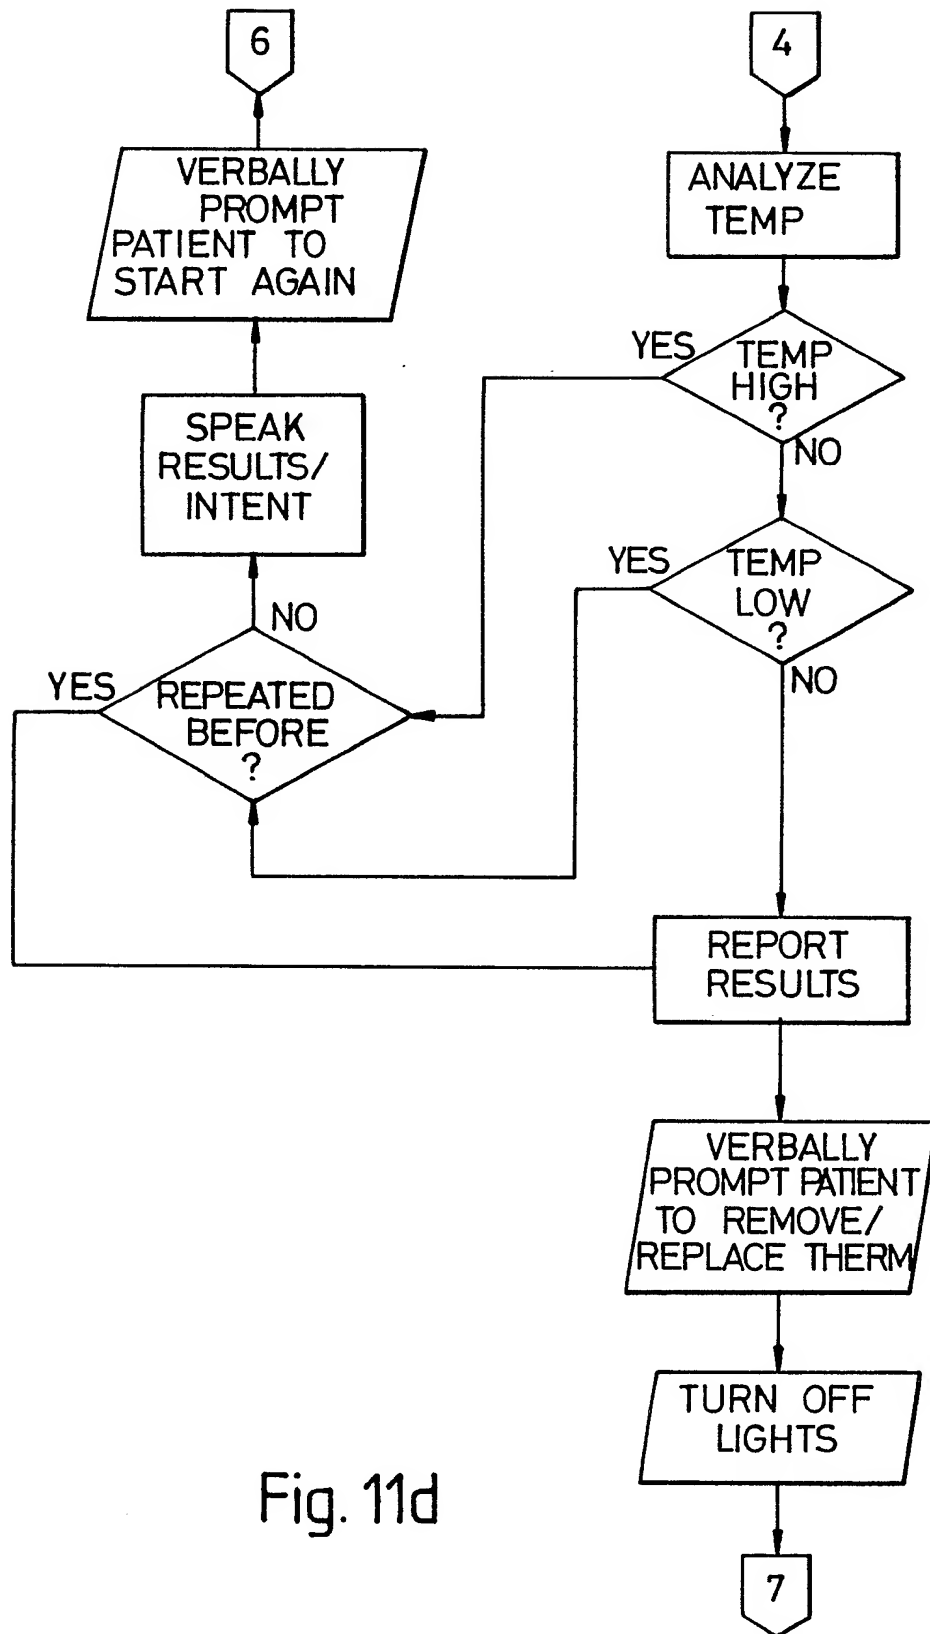 6
4
VERBALLY
PROMPT
PATIENT TO
START AGAIN
ANALYZE
TEMP
YES
TEMP
HIGH
?
NO
SPEAK
RESULTS/
INTENT
YES
TEMP
LOW
?
NO
NO
YES
REPEATED
BEFORE
?
REPORT
RESULTS
VERBALLY
PROMPT PATIENT
TO REMOVE/
REPLACE THERM
TURN OFF
LIGHTS
Fig. 11d
7